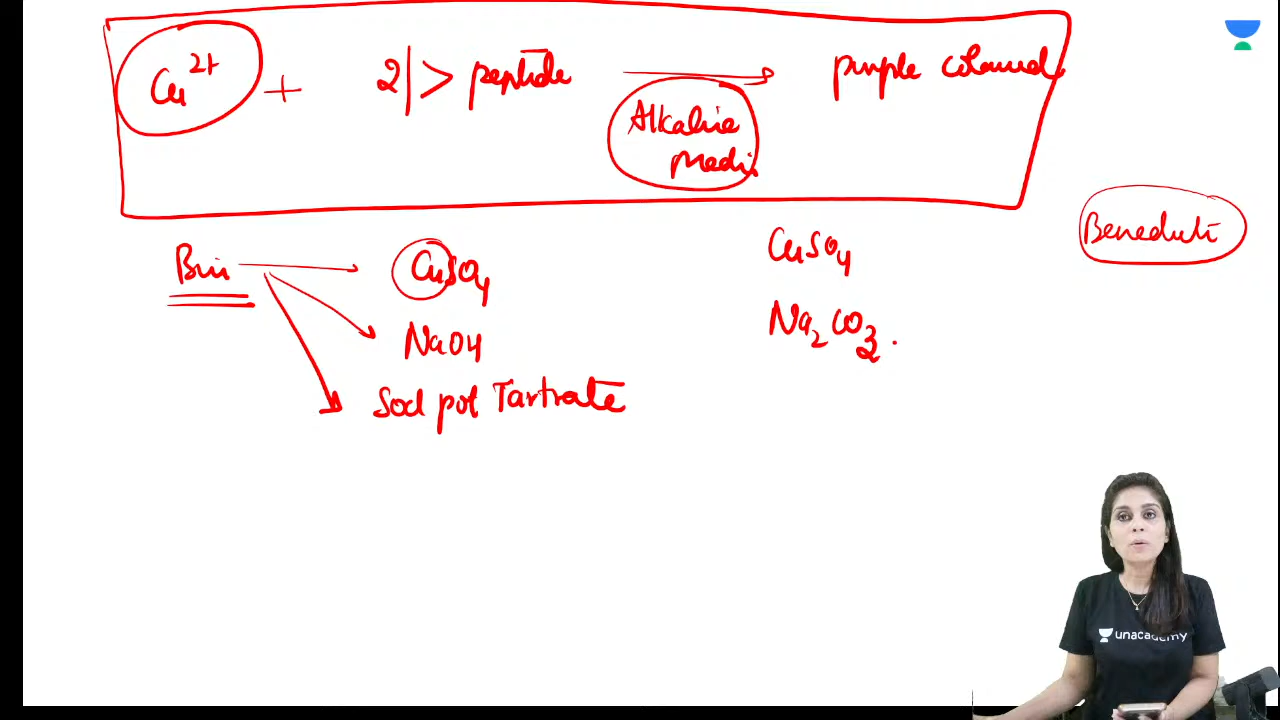 Cu2+ + 2|> peptide → purple coloured
Alkaline
Medi.
Benedict
Biu → CuSO4
NaOH
Sod pot Tartrate
CuSO4
Na2CO3.
unacademy